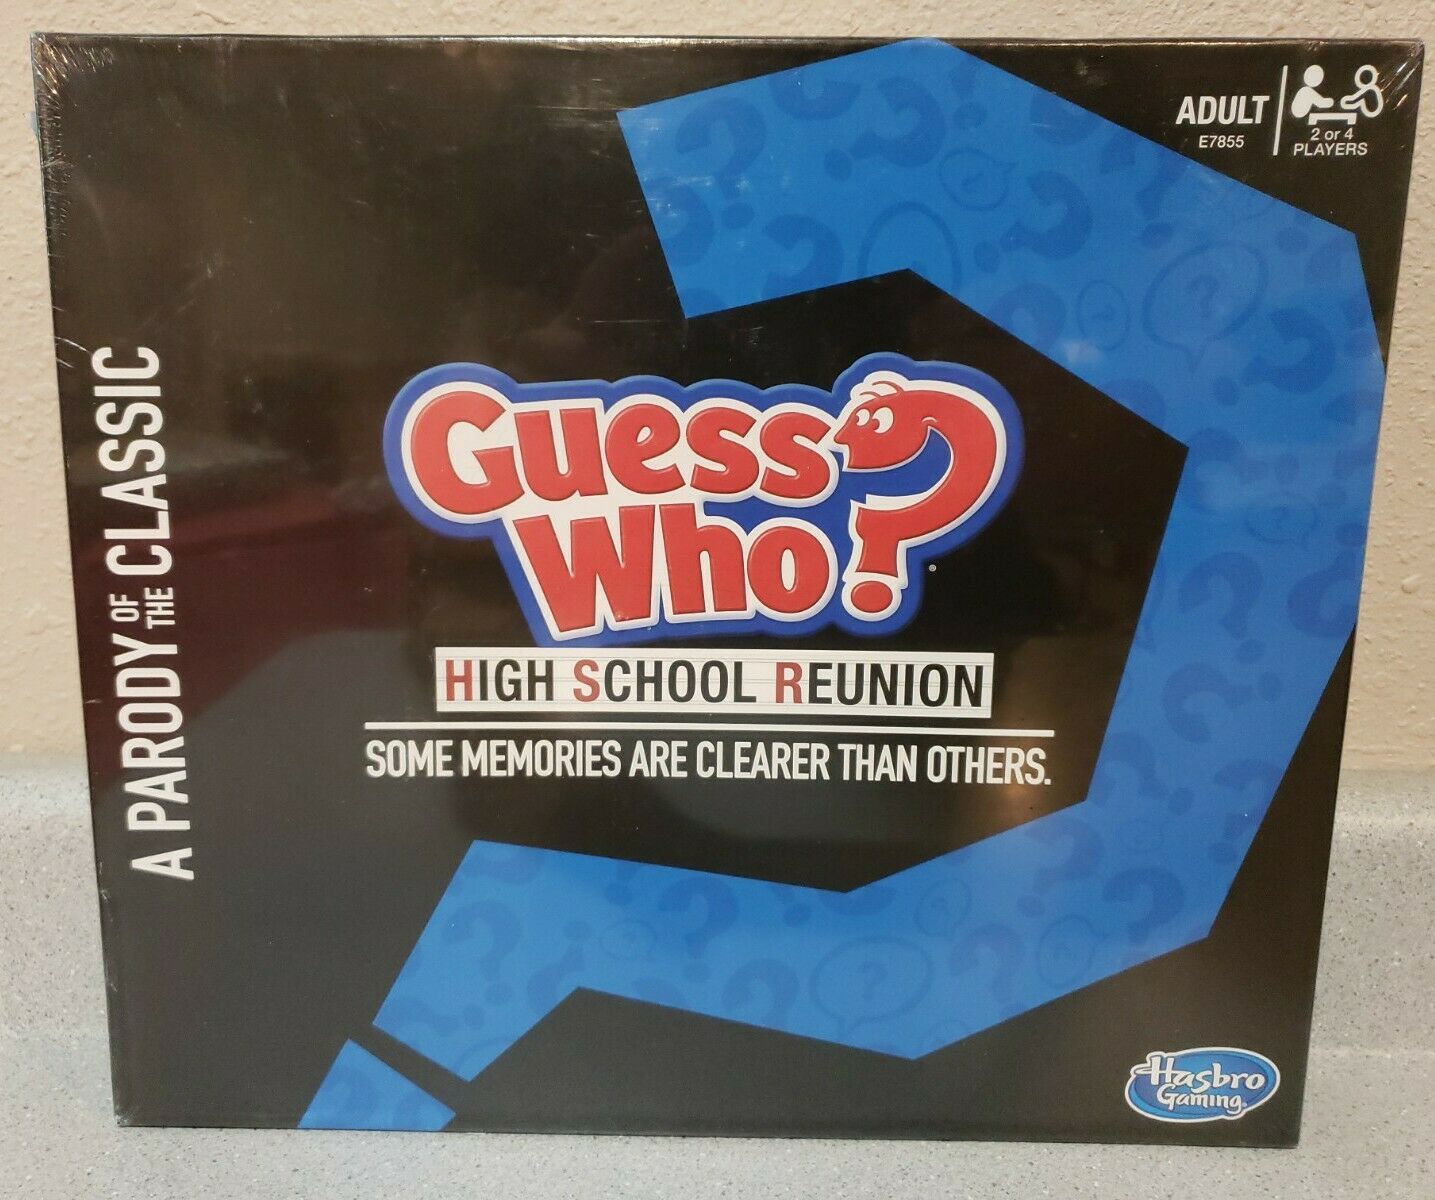 ADULT
E7855
2 or 4
PLAYERS
A PARODY OF THE CLASSIC
Guess
Who?®
HIGH SCHOOL REUNION
SOME MEMORIES ARE CLEARER THAN OTHERS.
Hasbro
Gaming